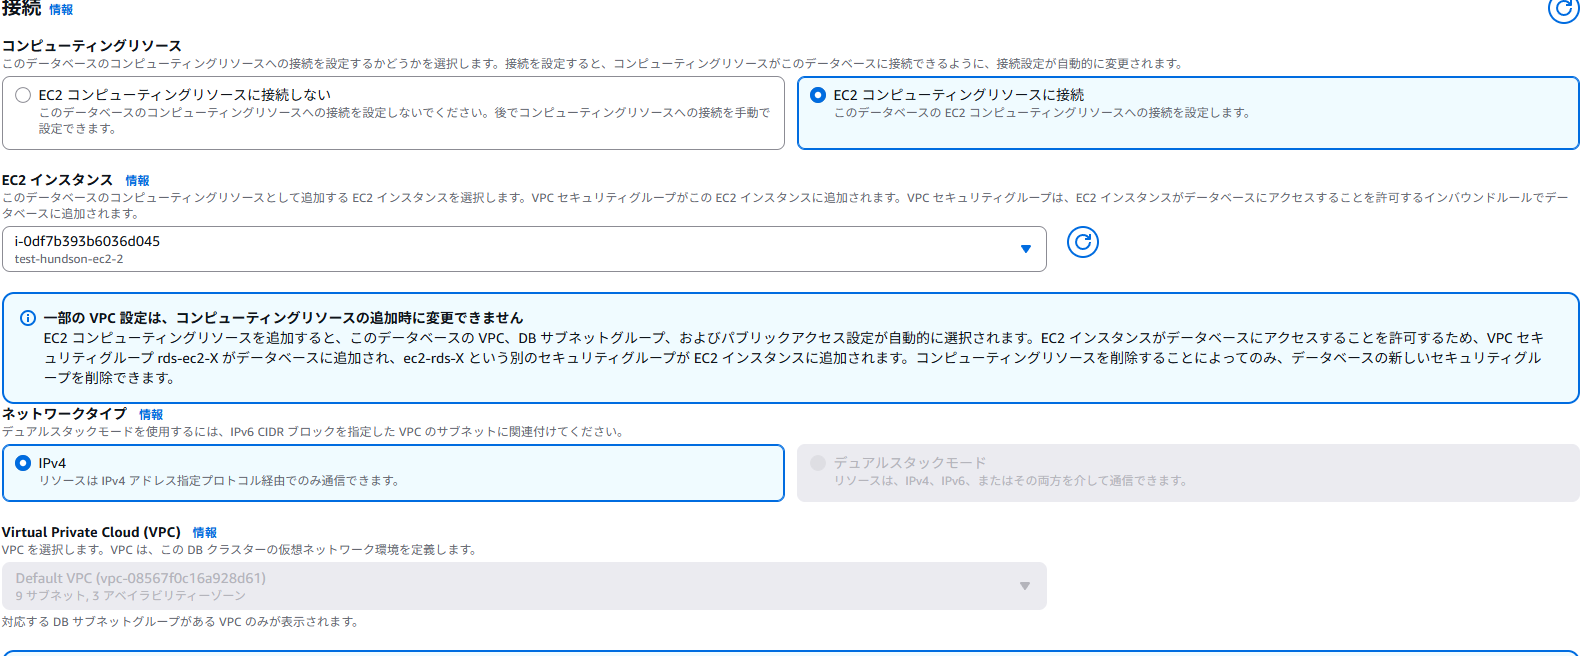 接続 情報
コンピューティングリソース
このデータベースのコンピューティングリソースへの接続を設定するかどうかを選択します。接続を設定すると、コンピューティングリソースがこのデータベースに接続できるように、接続設定が自動的に変更されます。
EC2 コンピューティングリソースに接続しない
このデータベースのコンピューティングリソースへの接続を設定しないでください。後でコンピューティングリソースへの接続を手動で
設定できます。
EC2 コンピューティングリソースに接続
このデータベースの EC2 コンピューティングリソースへの接続を設定します。
EC2 インスタンス 情報
このデータベースのコンピューティングリソースとして追加する EC2 インスタンスを選択します。VPC セキュリティグループがこの EC2 インスタンスに追加されます。VPC セキュリティグループは、EC2 インスタンスがデータベースにアクセスすることを許可するインバウンドルールでデー
タベースに追加されます。
i-0df7b393b6036d045
test-hundson-ec2-2
一部の VPC 設定は、コンピューティングリソースの追加時に変更できません
EC2 コンピューティングリソースを追加すると、このデータベースの VPC、DB サブネットグループ、およびパブリックアクセス設定が自動的に選択されます。EC2 インスタンスがデータベースにアクセスすることを許可するため、VPC セキ
ュリティグループ rds-ec2-X がデータベースに追加され、ec2-rds-X という別のセキュリティグループが EC2 インスタンスに追加されます。コンピューティングリソースを削除することによってのみ、データベースの新しいセキュリティグル
ープを削除できます。
ネットワークタイプ 情報
デュアルスタックモードを使用するには、IPv6 CIDR ブロックを指定した VPC のサブネットに関連付けてください。
IPv4
リソースは IPv4 アドレス指定プロトコル経由でのみ通信できます。
デュアルスタックモード
リソースは、IPv4、IPv6、またはその両方を介して通信できます。
Virtual Private Cloud (VPC) 情報
VPC を選択します。VPC は、この DB クラスターの仮想ネットワーク環境を定義します。
Default VPC (vpc-08567f0c16a928d61)
9 サブネット, 3 アベイラビリティーゾーン
対応する DB サブネットグループがある VPC のみが表示されます。